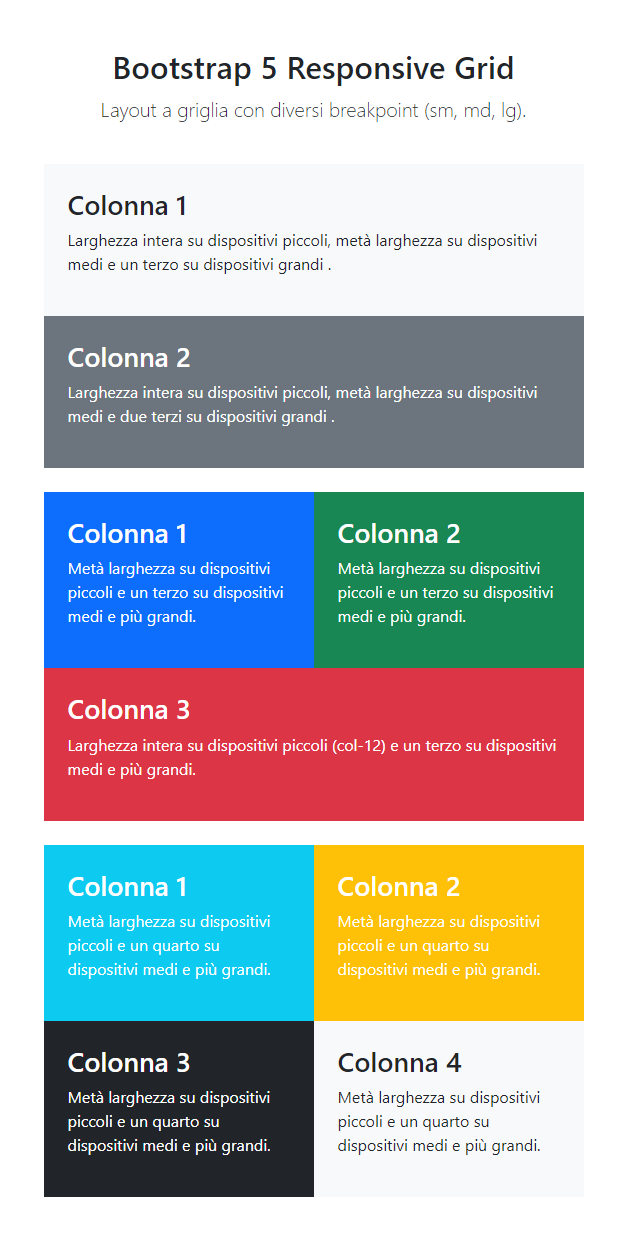 Bootstrap 5 Responsive Grid
Layout a griglia con diversi breakpoint (sm, md, lg).
Colonna 1
Larghezza intera su dispositivi piccoli, metà larghezza su dispositivi
medi e un terzo su dispositivi grandi .
Colonna 2
Larghezza intera su dispositivi piccoli, metà larghezza su dispositivi
medi e due terzi su dispositivi grandi .
Colonna 1
Metà larghezza su dispositivi
piccoli e un terzo su dispositivi
medi e più grandi.
Colonna 2
Metà larghezza su dispositivi
piccoli e un terzo su dispositivi
medi e più grandi.
Colonna 3
Larghezza intera su dispositivi piccoli (col-12) e un terzo su dispositivi
medi e più grandi.
Colonna 1
Metà larghezza su dispositivi
piccoli e un quarto su
dispositivi medi e più grandi.
Colonna 2
Metà larghezza su dispositivi
piccoli e un quarto su
dispositivi medi e più grandi.
Colonna 3
Metà larghezza su dispositivi
piccoli e un quarto su
dispositivi medi e più grandi.
Colonna 4
Metà larghezza su dispositivi
piccoli e un quarto su
dispositivi medi e più grandi.